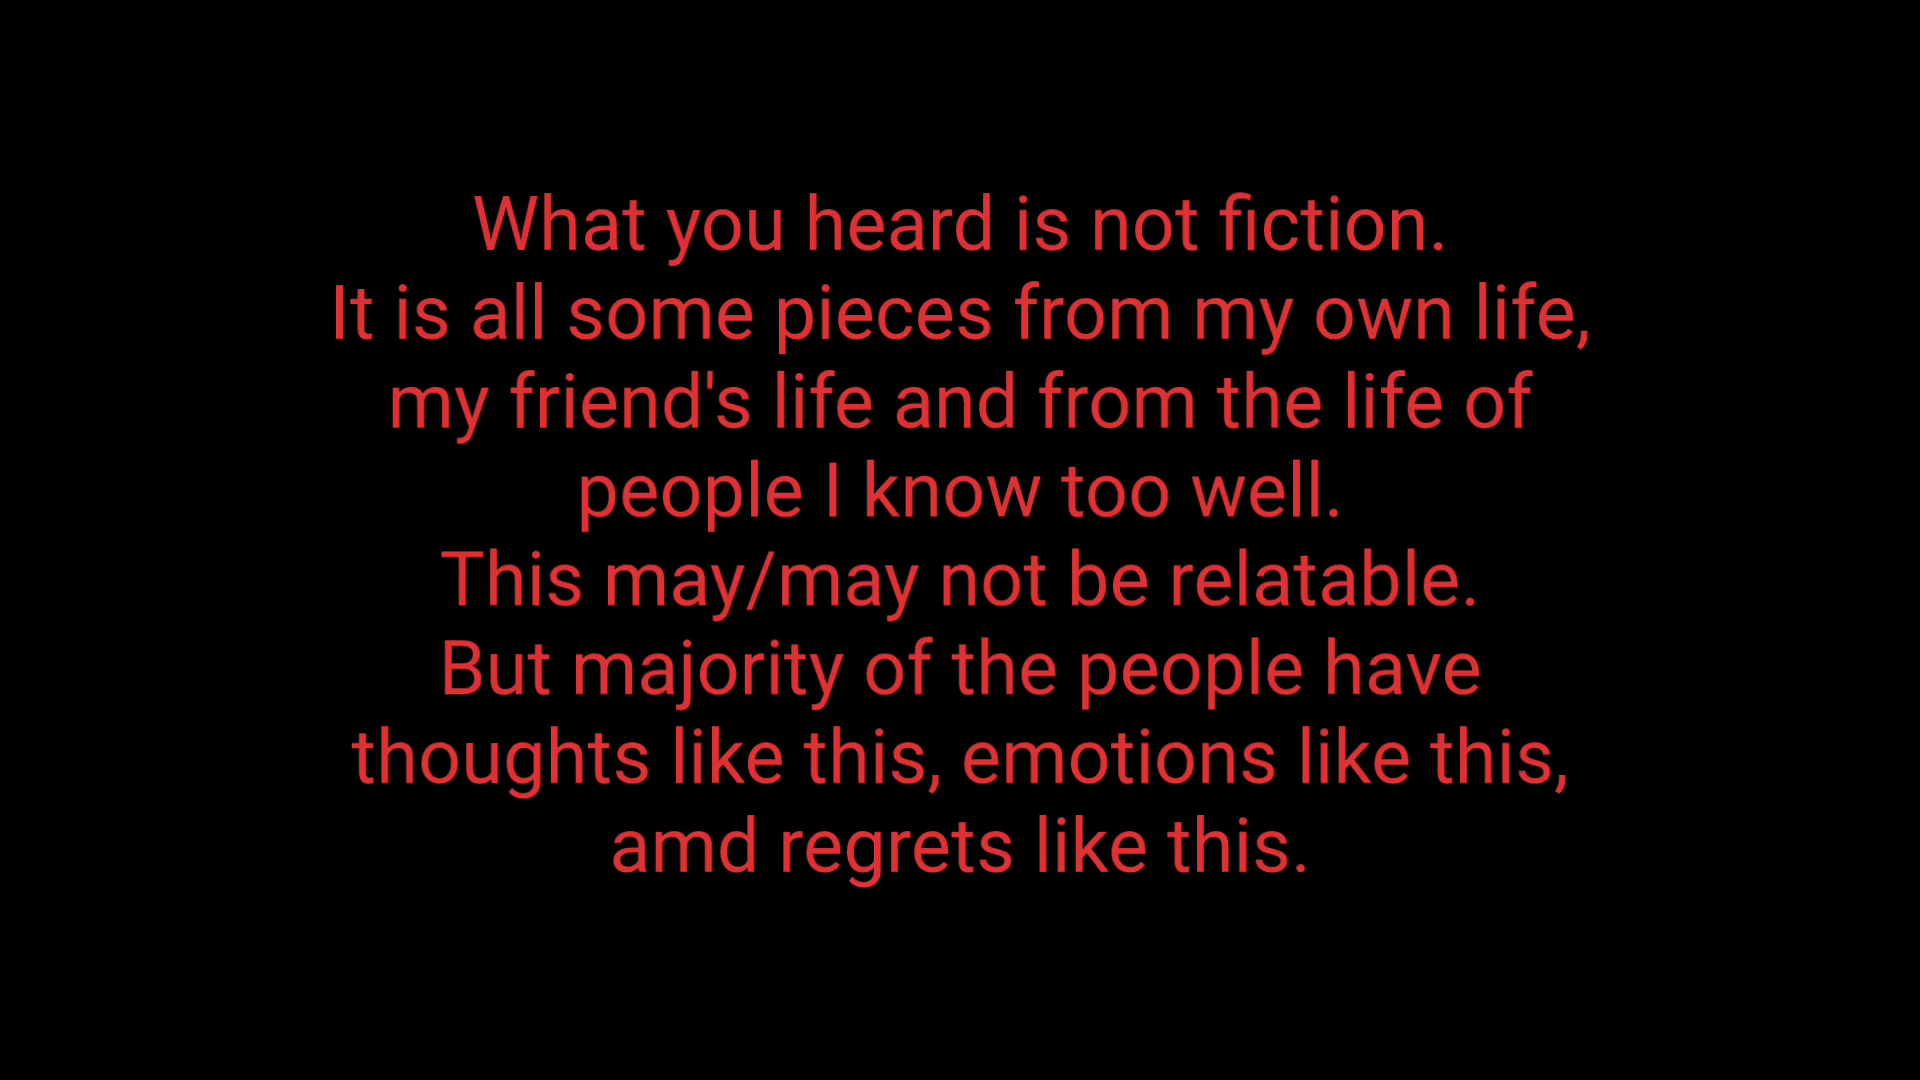 What you heard is not fiction.
It is all some pieces from my own life,
my friend's life and from the life of
people I know too well.
This may/may not be relatable.
But majority of the people have
thoughts like this, emotions like this,
amd regrets like this.